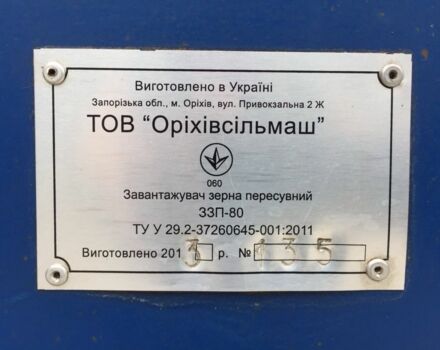 Виготовлено в Україні
Запорізька обл., м. Оріхів, вул. Привокзальна 2 Ж
ТОВ "Оріхівсільмаш"
060
Завантажувач зерна пересувний
ЗЗП-80
ТУ У 29.2-37260645-001:2011
Виготовлено 2013 р. № 135